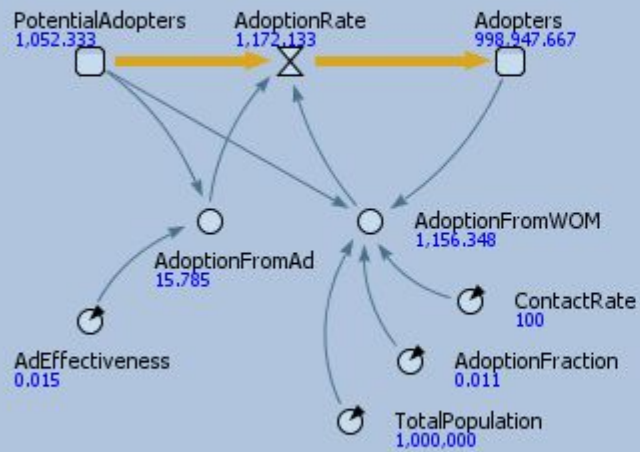 PotentialAdopters
1,052.333
AdoptionRate
1,172.133
Adopters
998,947.667
AdoptionFromAd
15.785
AdoptionFromWOM
1,156.348
AdEffectiveness
0.015
ContactRate
100
AdoptionFraction
0.011
TotalPopulation
1,000,000